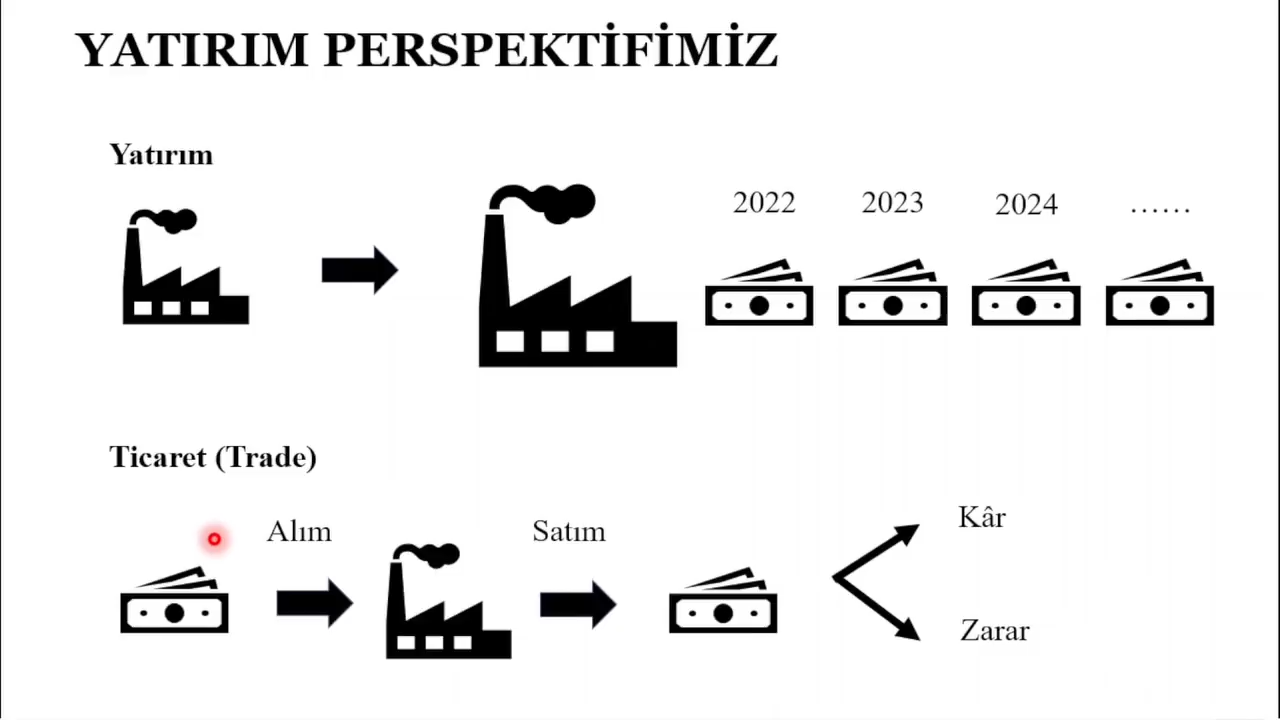 YATIRIM PERSPEKTİFİMİZ
Yatırım
2022 2023 2024 ......
Ticaret (Trade)
Alım Satım Kâr
Zarar